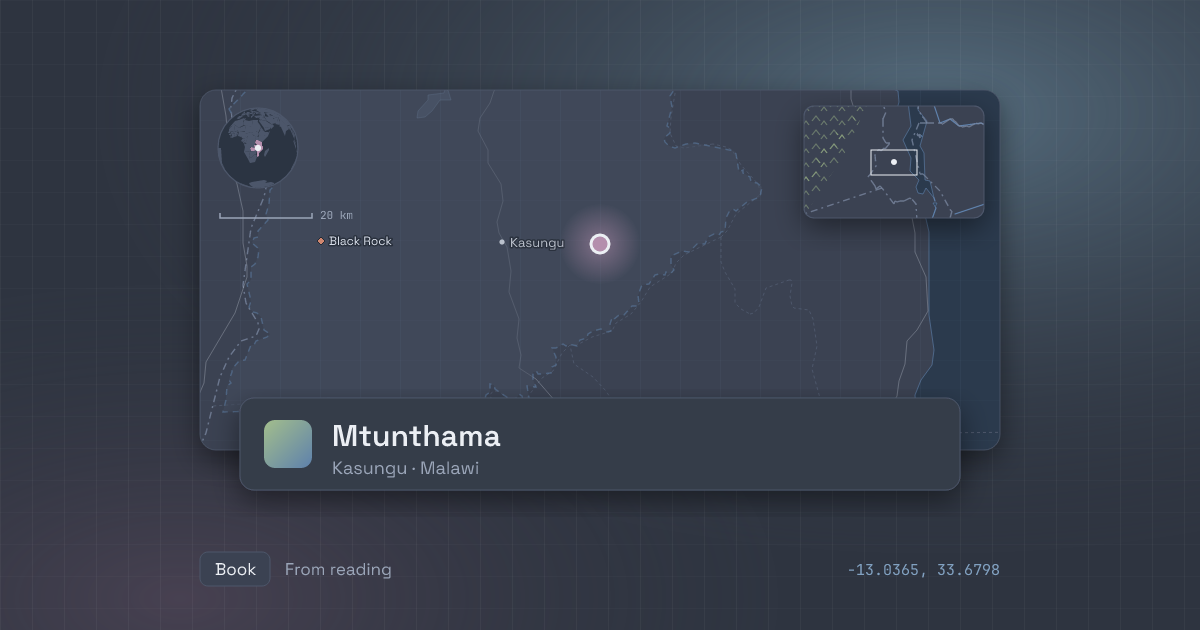 20 km
Black Rock
Kasungu
Mtunthama
Kasungu · Malawi
Book
From reading
-13.0365, 33.6798